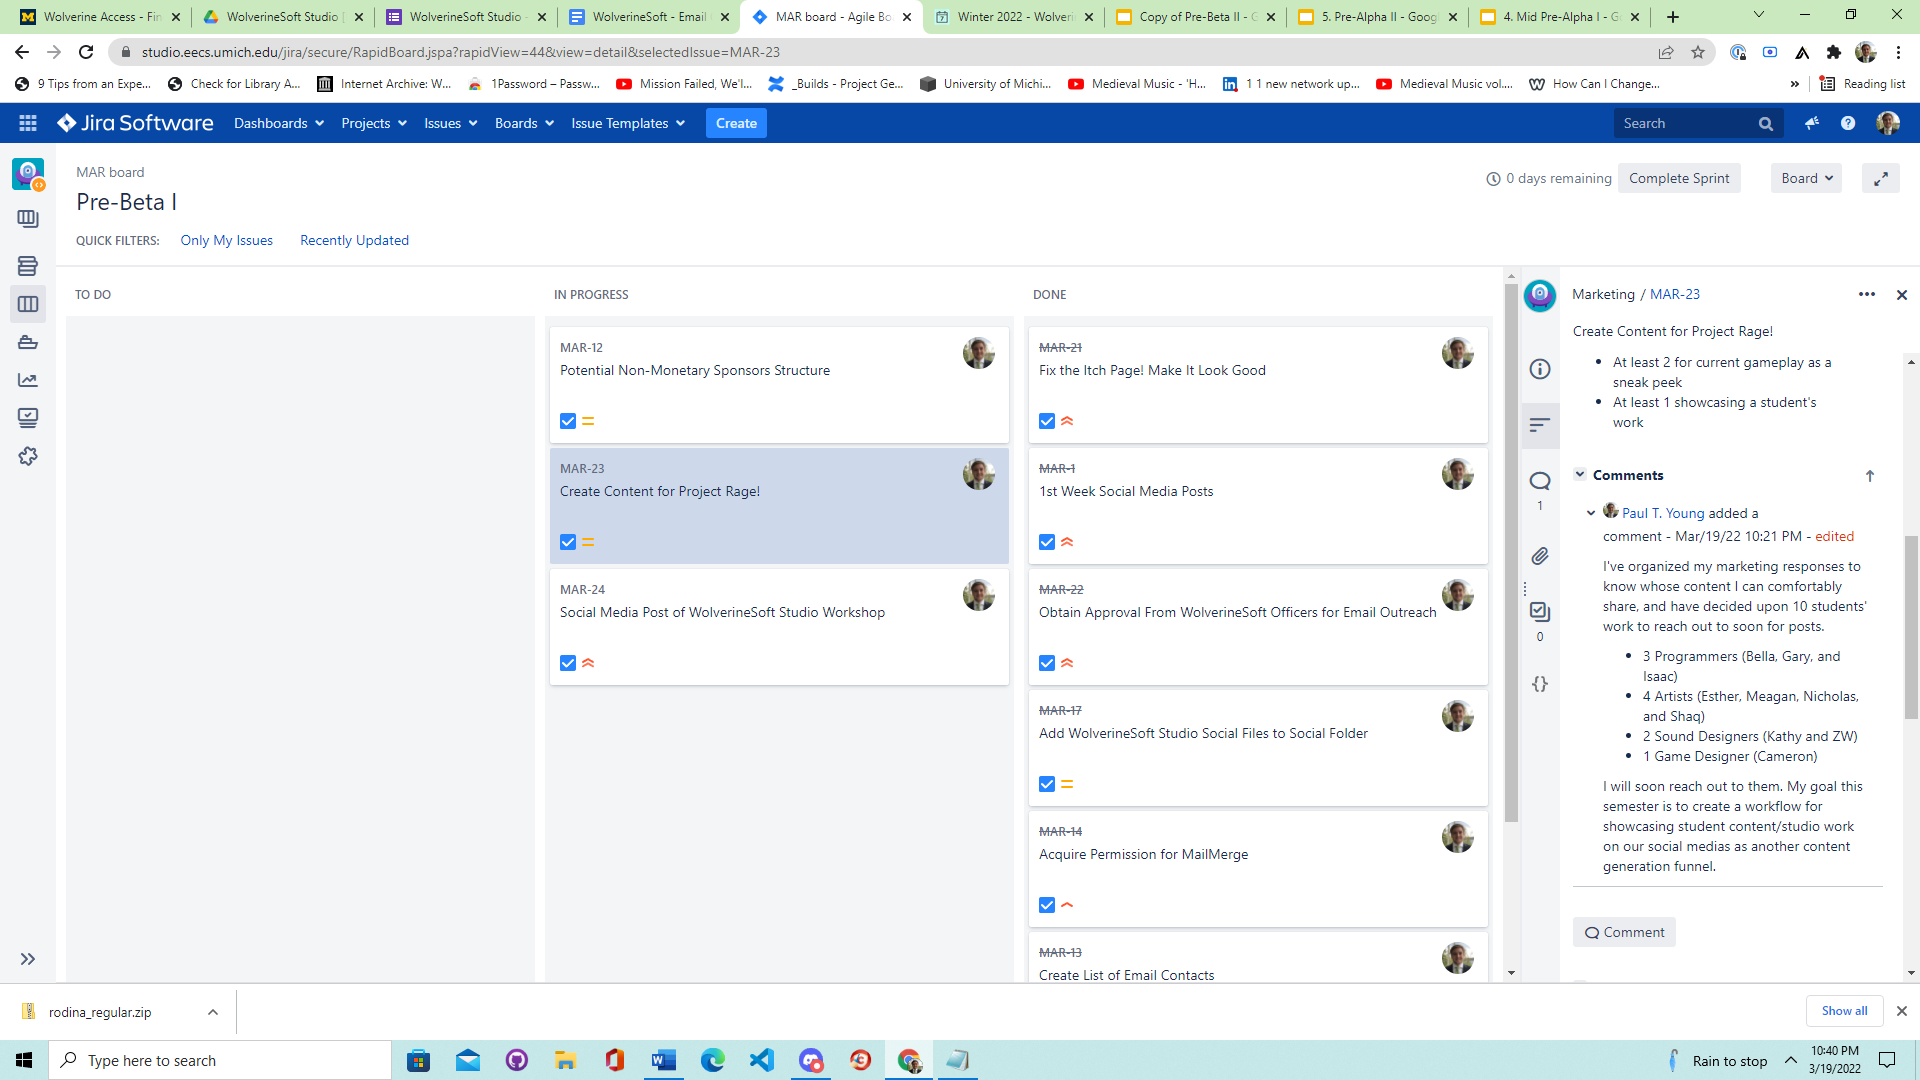 Wolverine Access - Fin
WolverineSoft Studio
WolverineSoft Studio -
WolverineSoft - Email
MAR board - Agile Bo
Winter 2022 - Wolveri
Copy of Pre-Beta II - G
5. Pre-Alpha II - Googl
4. Mid Pre-Alpha I - G
studio.eecs.umich.edu/jira/secure/RapidBoard.jspa?rapidView=44&view=detail&selectedIssue=MAR-23
9 Tips from an Expe...
Check for Library A...
Internet Archive: W...
1Password – Passw...
Mission Failed, We'l...
_Builds - Project Ge...
University of Michi...
Medieval Music - 'H...
1 1 new network up...
Medieval Music vol....
How Can I Change...
»
Reading list
Jira Software
Dashboards
Projects
Issues
Boards
Issue Templates
Create
Search
MAR board
Pre-Beta I
0 days remaining
Complete Sprint
Board
QUICK FILTERS:
Only My Issues
Recently Updated
TO DO
IN PROGRESS
MAR-12
Potential Non-Monetary Sponsors Structure
MAR-23
Create Content for Project Rage!
MAR-24
Social Media Post of WolverineSoft Studio Workshop
DONE
MAR-21
Fix the Itch Page! Make It Look Good
MAR-1
1st Week Social Media Posts
MAR-22
Obtain Approval From WolverineSoft Officers for Email Outreach
MAR-17
Add WolverineSoft Studio Social Files to Social Folder
MAR-14
Acquire Permission for MailMerge
MAR-13
Create List of Email Contacts
1
0
{}
Marketing / MAR-23
Create Content for Project Rage!
• At least 2 for current gameplay as a
sneak peek
• At least 1 showcasing a student's
work
Comments
Paul T. Young added a
comment - Mar/19/22 10:21 PM - edited
I've organized my marketing responses to
know whose content I can comfortably
share, and have decided upon 10 students'
work to reach out to soon for posts.
• 3 Programmers (Bella, Gary, and
Isaac)
• 4 Artists (Esther, Meagan, Nicholas,
and Shaq)
• 2 Sound Designers (Kathy and ZW)
• 1 Game Designer (Cameron)
I will soon reach out to them. My goal this
semester is to create a workflow for
showcasing student content/studio work
on our social medias as another content
generation funnel.
Comment
rodina_regular.zip
Show all
Type here to search
Rain to stop
10:40 PM
3/19/2022